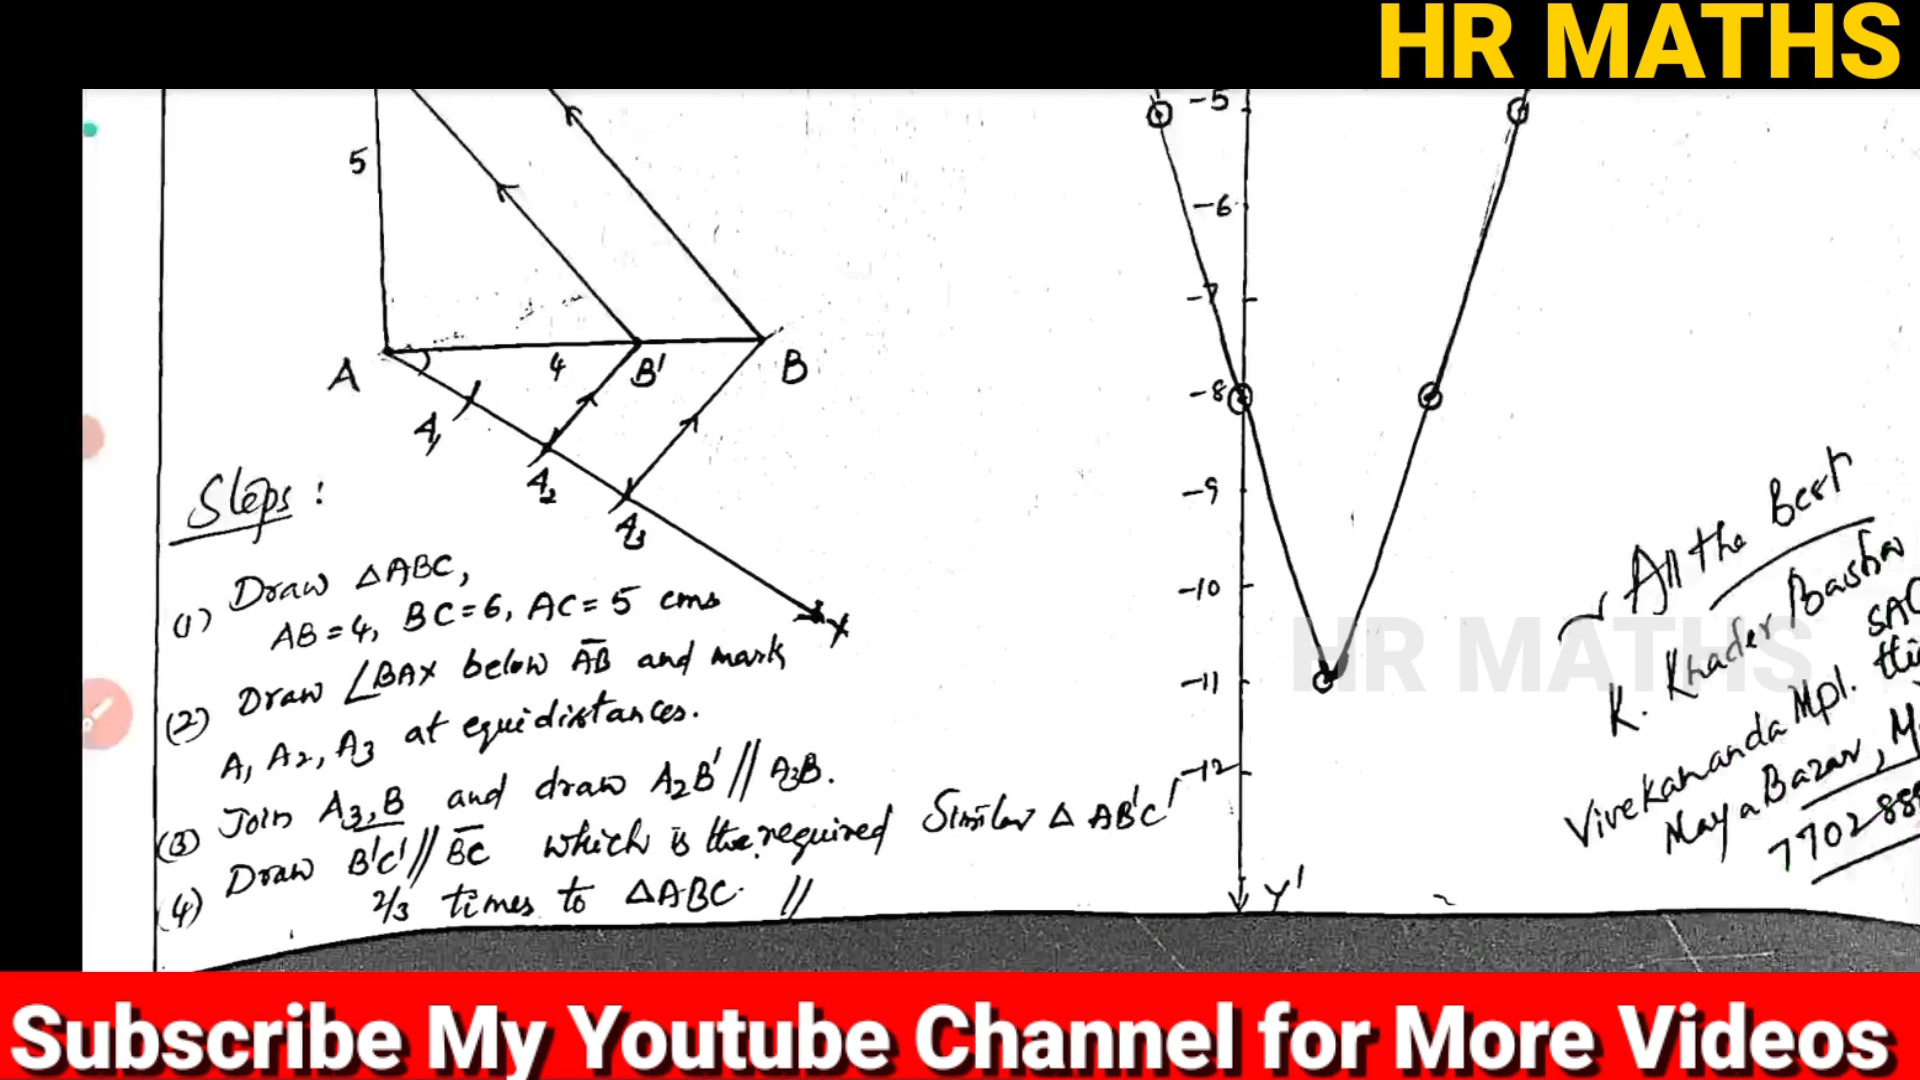 HR MATHS
5
A
4
B'
B
A1
A2
A3
X
Steps :
(1) Draw △ABC,
AB = 4, BC = 6, AC = 5 cms
(2) Draw ∠BAX below AB and mark
A1 A2, A3 at equidistances.
(3) Join A3,B and draw A2B' // A3B.
(4) Draw B'C' // BC which is the required Similar △ AB'C'
2/3 times to △ABC //
-5
-6
-7
-8
-9
-10
-11
-12
Y'
All the Best
K. Khader Basha
Vivekananda Mpl.
Maya Bazar,
HR MATHS
Subscribe My Youtube Channel for More Videos